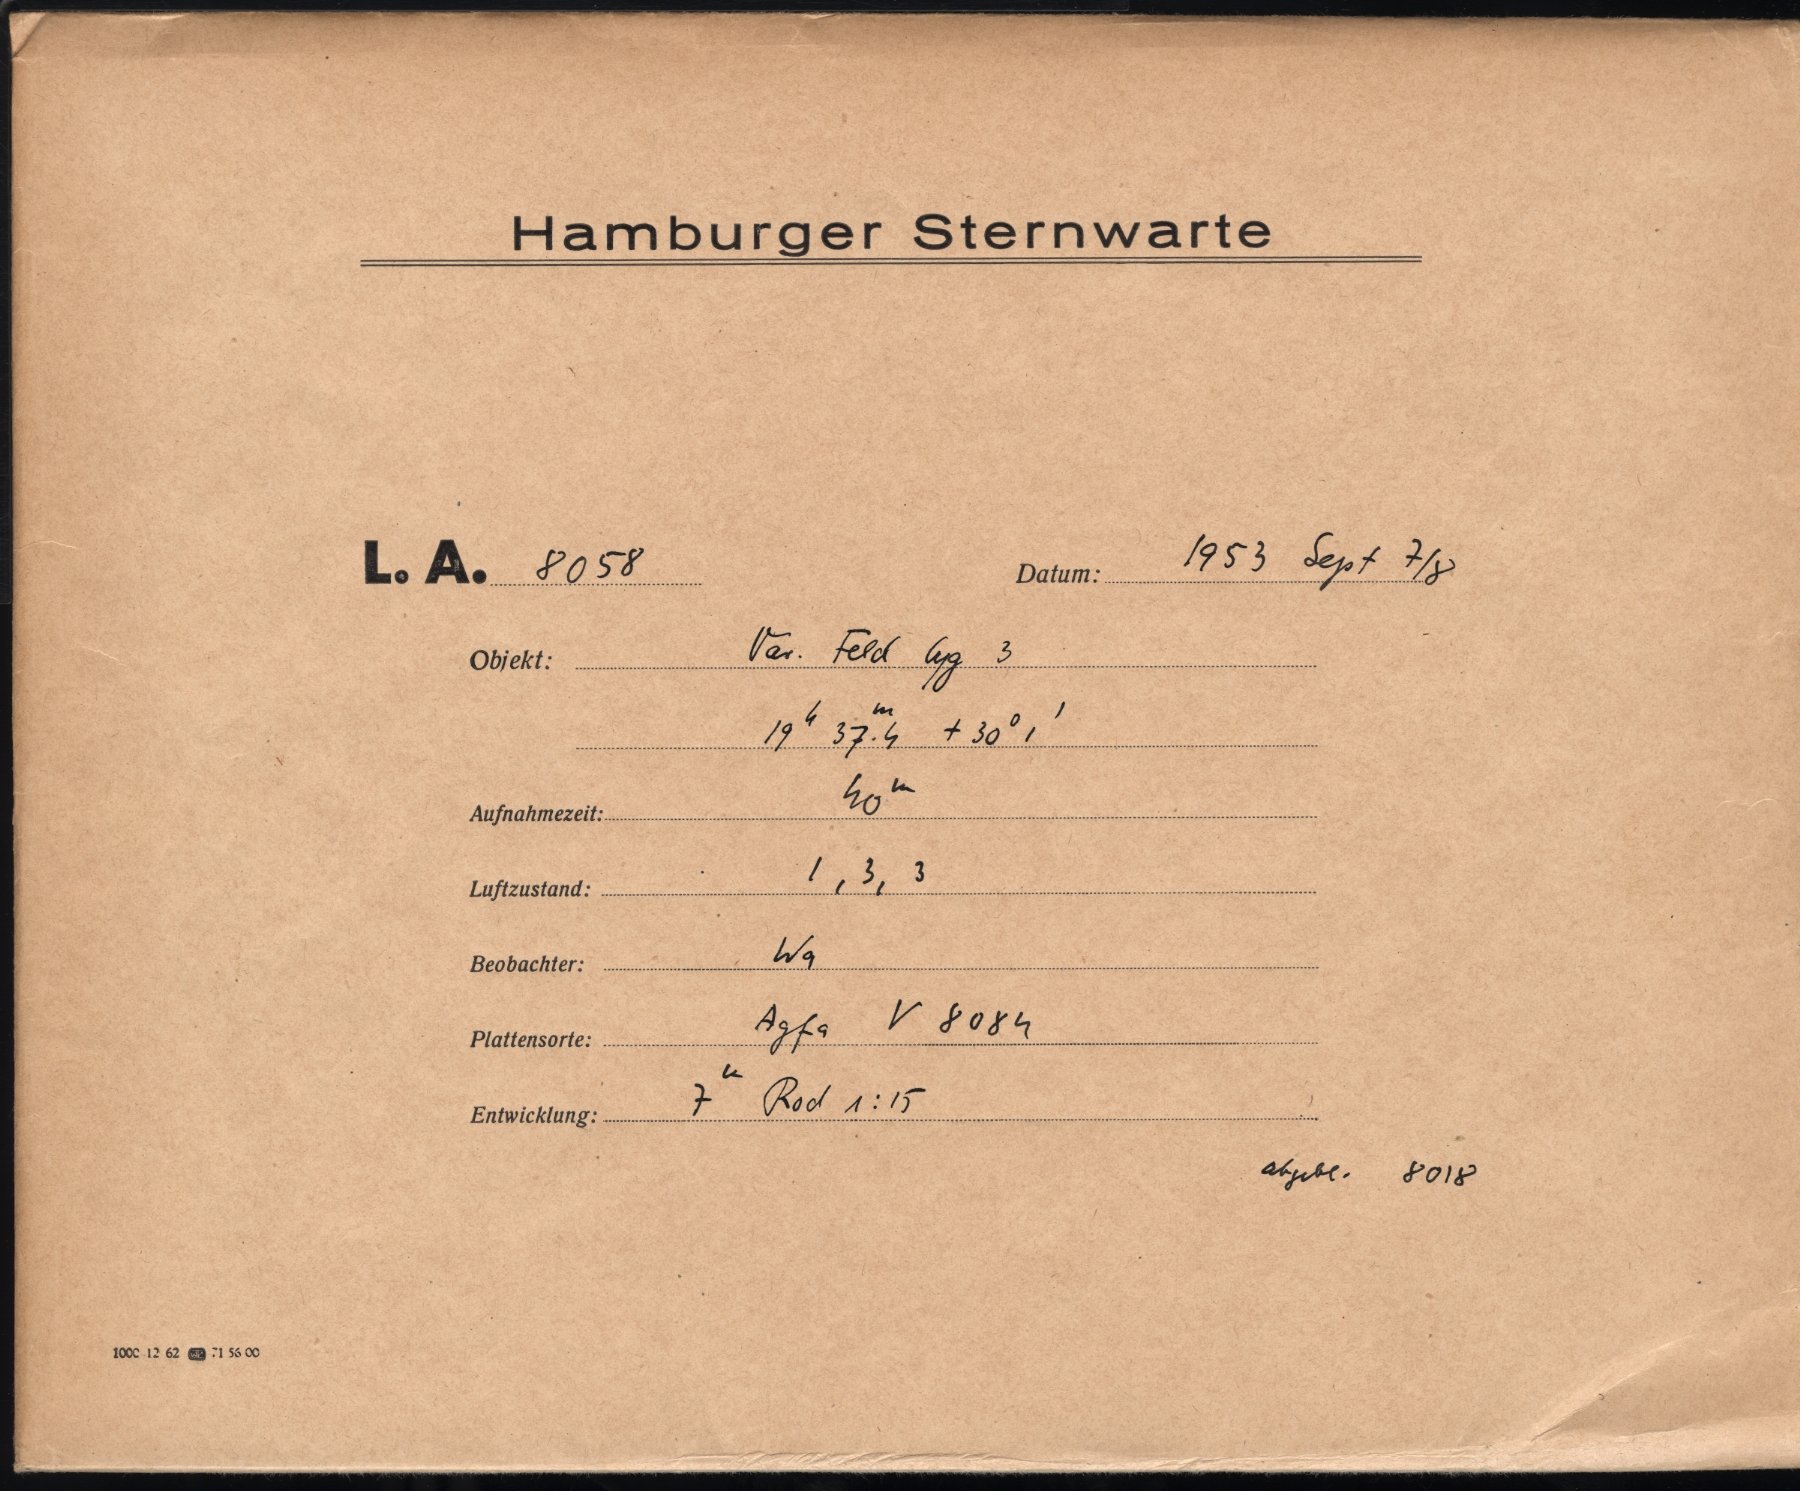 Hamburger Sternwarte
L. A. 8058 Datum: 1953 Sept 7/8
Objekt: Var. Feld Cyg 3
19ʰ 37.4ᵐ + 30° 1'
Aufnahmezeit: 40ᵐ
Luftzustand: 1, 3, 3
Beobachter: Wa
Plattensorte: Agfa V 8084
Entwicklung: 7ᵐ Rod 1:15
8018
1000 12 62 71 56 00